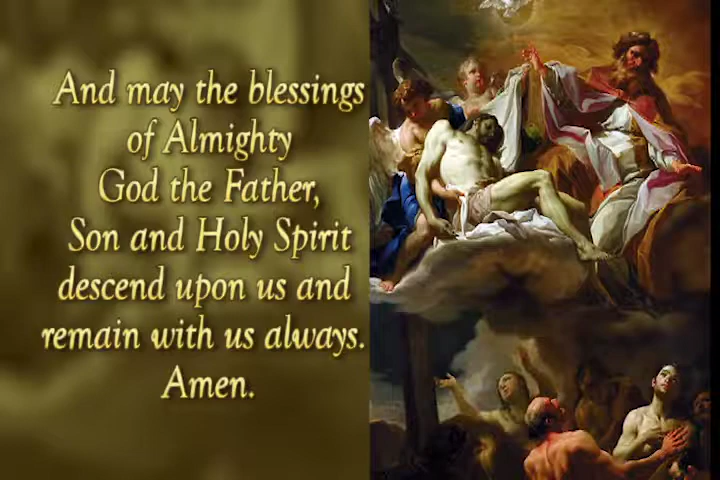 And may the blessings
of Almighty
God the Father,
Son and Holy Spirit
descend upon us and
remain with us always.
Amen.